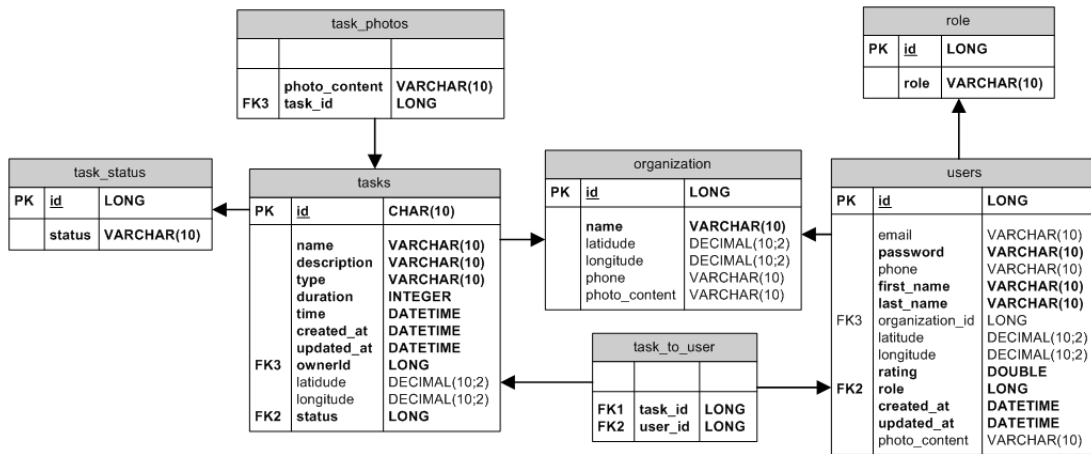 task_photos
photo_content VARCHAR(10)
FK3 task_id LONG
role
PK id LONG
role VARCHAR(10)
task_status
PK id LONG
status VARCHAR(10)
tasks
PK id CHAR(10)
name VARCHAR(10)
description VARCHAR(10)
type VARCHAR(10)
duration INTEGER
time DATETIME
created_at DATETIME
updated_at DATETIME
FK3 ownerId LONG
latidude DECIMAL(10;2)
longitude DECIMAL(10;2)
FK2 status LONG
organization
PK id LONG
name VARCHAR(10)
latidude DECIMAL(10;2)
longitude DECIMAL(10;2)
phone VARCHAR(10)
photo_content VARCHAR(10)
task_to_user
FK1 task_id LONG
FK2 user_id LONG
users
PK id LONG
email VARCHAR(10)
password VARCHAR(10)
phone VARCHAR(10)
first_name VARCHAR(10)
last_name VARCHAR(10)
FK3 organization_id LONG
latitude DECIMAL(10;2)
longitude DECIMAL(10;2)
rating DOUBLE
FK2 role LONG
created_at DATETIME
updated_at DATETIME
photo_content VARCHAR(10)